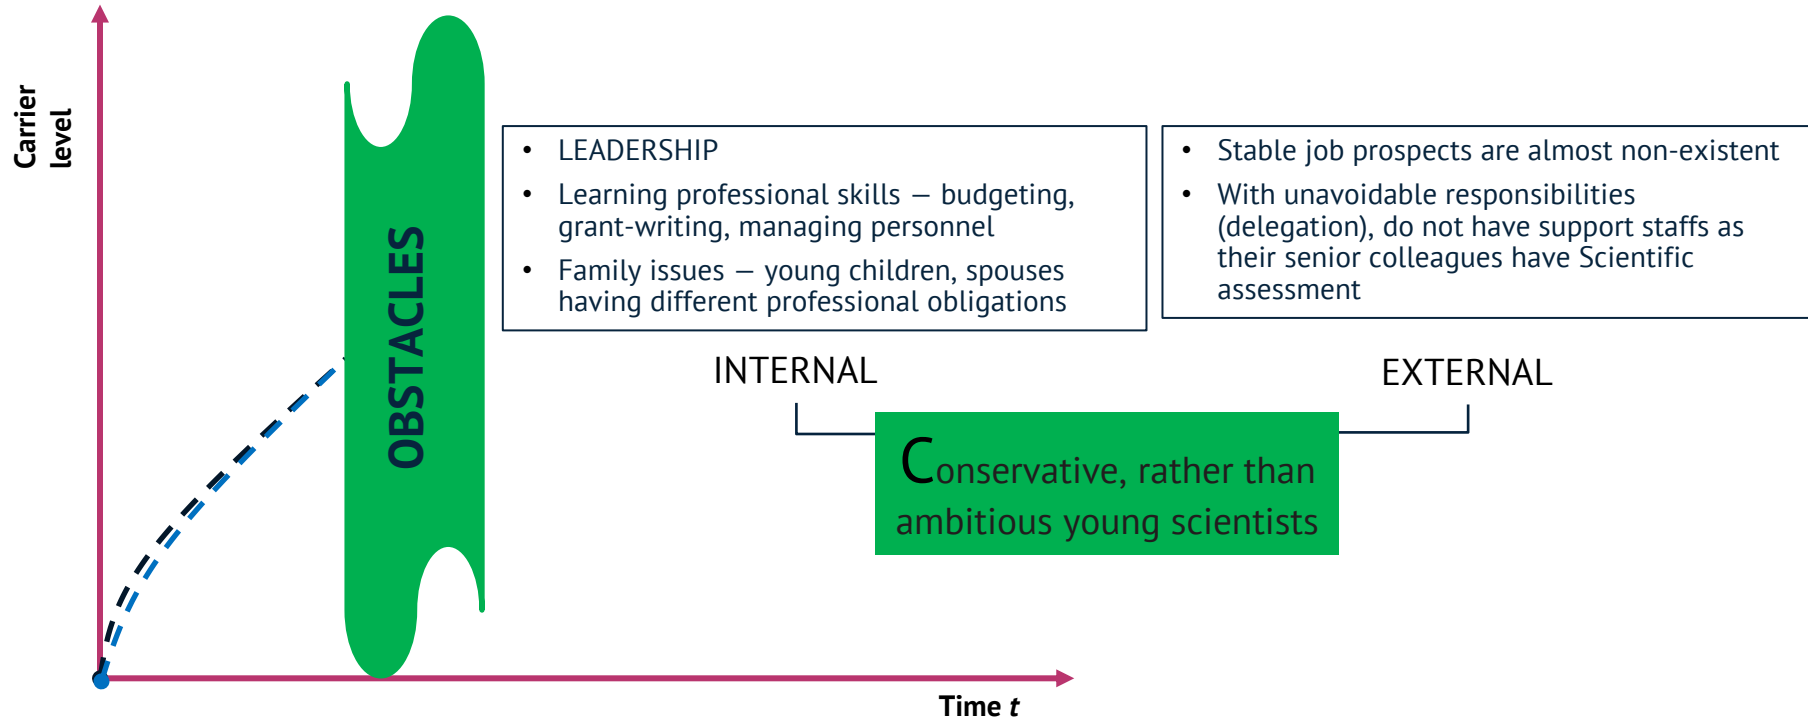 Carrier
level
OBSTACLES
• LEADERSHIP
• Learning professional skills — budgeting,
grant-writing, managing personnel
• Family issues — young children, spouses
having different professional obligations
• Stable job prospects are almost non-existent
• With unavoidable responsibilities
(delegation), do not have support staffs as
their senior colleagues have Scientific
assessment
INTERNAL
EXTERNAL
Conservative, rather than
ambitious young scientists
Time t